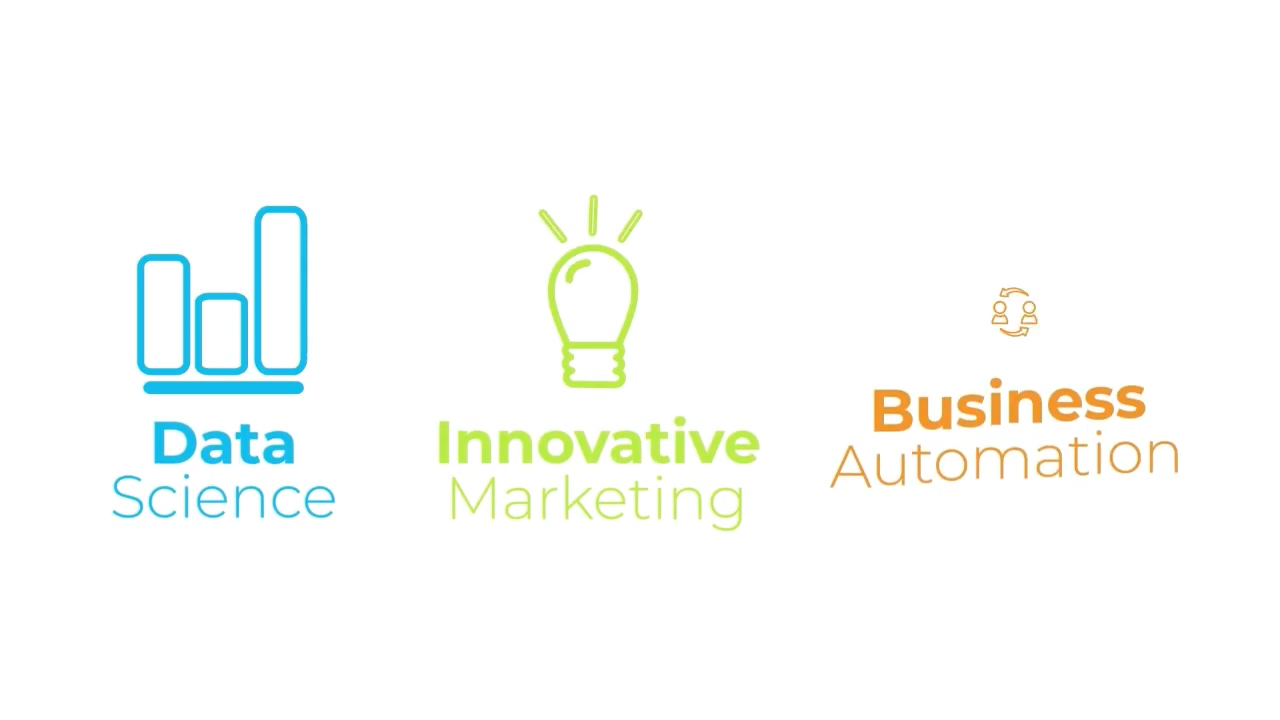 Data
Science
Innovative
Marketing
Business
Automation